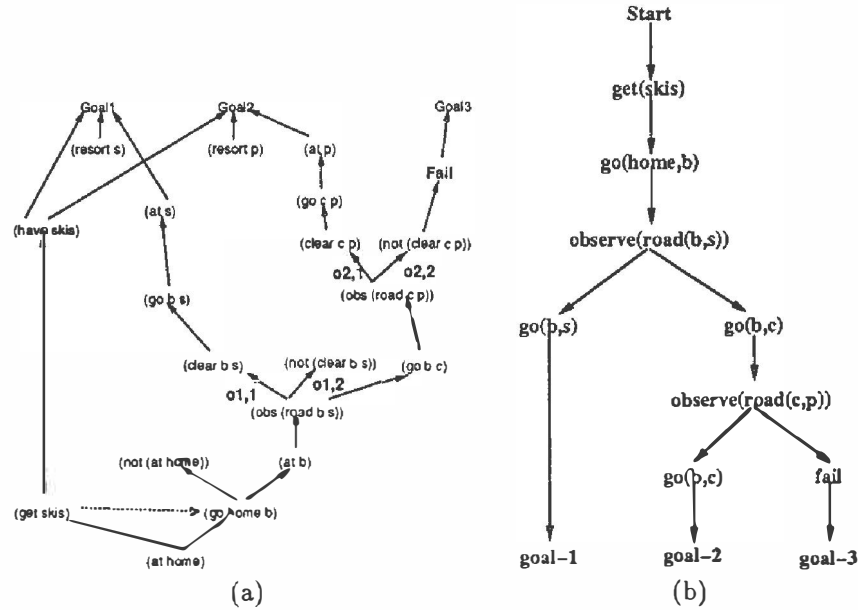 Goal1
Goal2
Goal3
(resort s)
(resort p)
(at p)
Fail
(have skis)
(at s)
(go c p)
(clear c p)
(not (clear c p))
o2,1
o2,2
(obs (road c p))
(go b s)
(clear b s)
(not (clear b s))
(go b c)
o1,1
o1,2
(obs (road b s))
(not (at home))
(at b)
(get skis)
(go home b)
(at home)
(a)
Start
get(skis)
go(home,b)
observe(road(b,s))
go(b,s)
go(b,c)
observe(road(c,p))
go(b,c)
fail
goal-1
goal-2
goal-3
(b)